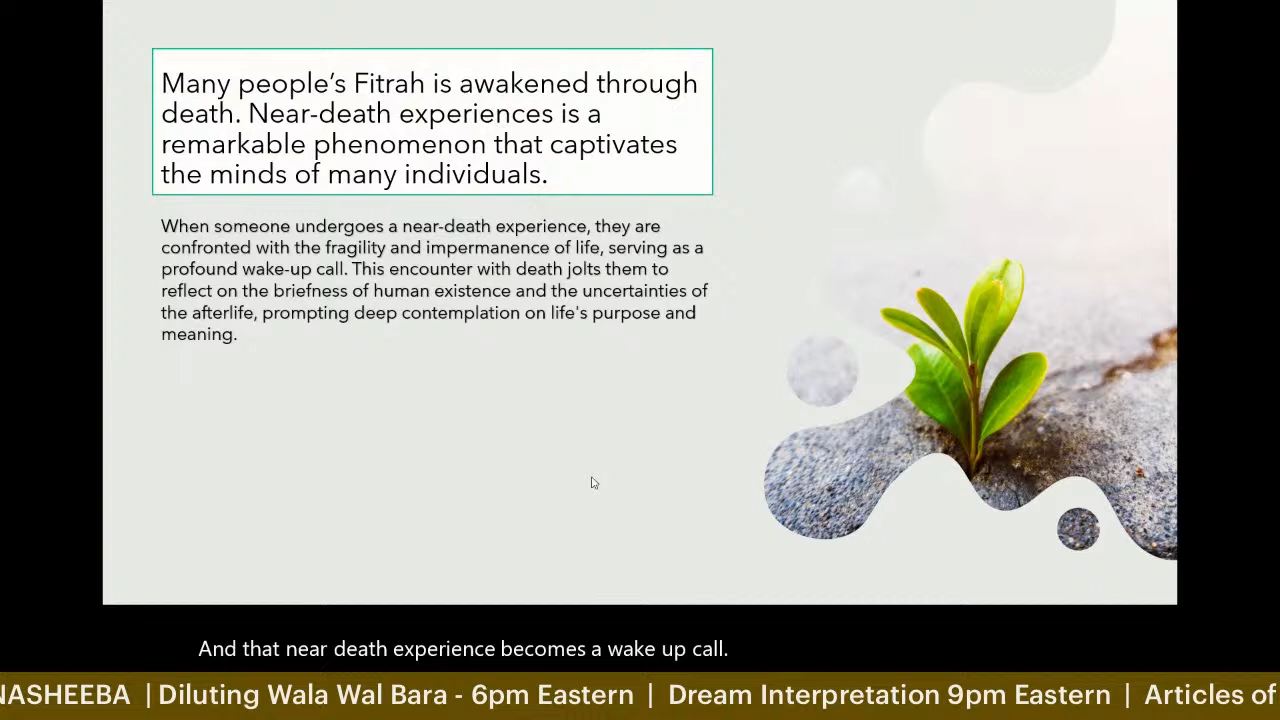 Many people’s Fitrah is awakened through
death. Near-death experiences is a
remarkable phenomenon that captivates
the minds of many individuals.
When someone undergoes a near-death experience, they are
confronted with the fragility and impermanence of life, serving as a
profound wake-up call. This encounter with death jolts them to
reflect on the briefness of human existence and the uncertainties of
the afterlife, prompting deep contemplation on life's purpose and
meaning.
And that near death experience becomes a wake up call.
NASHEEBA | Diluting Wala Wal Bara - 6pm Eastern | Dream Interpretation 9pm Eastern | Articles of